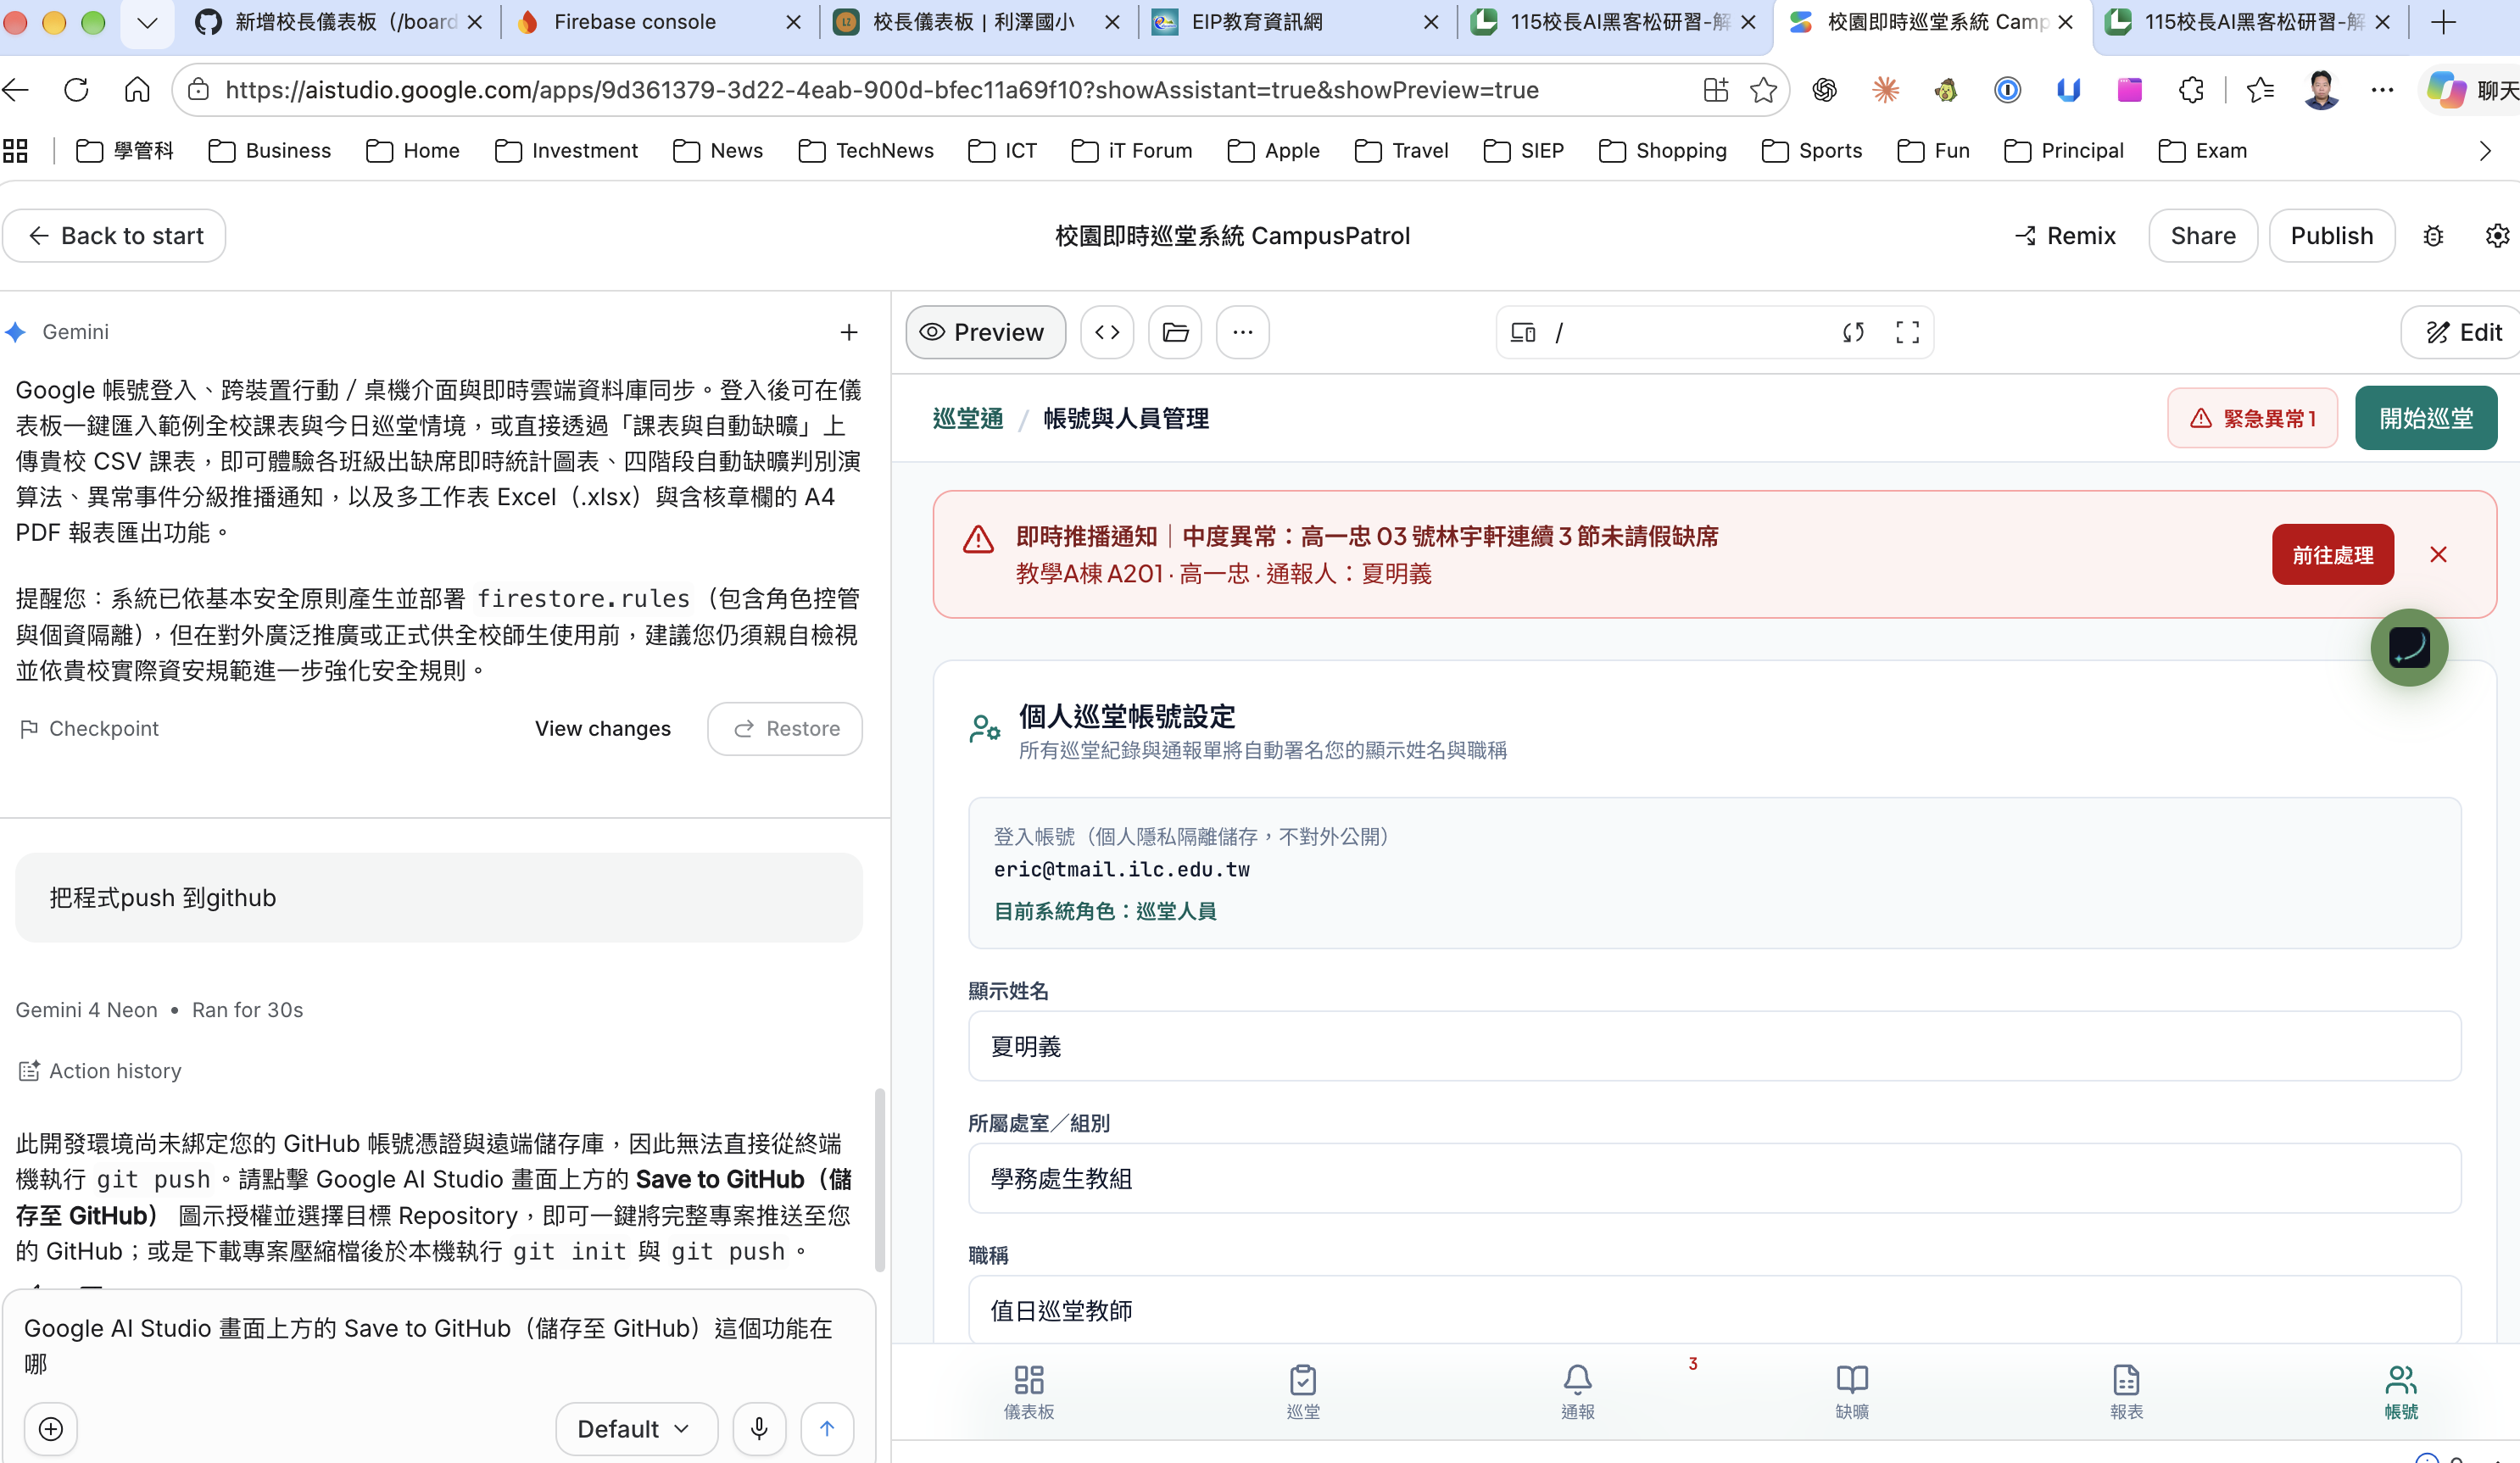 新增校長儀表板（/board
Firebase console
校長儀表板 | 利澤國小
EIP教育資訊網
115校長AI黑客松研習-解
校園即時巡堂系統 Camp
115校長AI黑客松研習-解
https://aistudio.google.com/apps/9d361379-3d22-4eab-900d-bfec11a69f10?showAssistant=true&showPreview=true
聊天
學管科
Business
Home
Investment
News
TechNews
ICT
iT Forum
Apple
Travel
SIEP
Shopping
Sports
Fun
Principal
Exam
Back to start
校園即時巡堂系統 CampusPatrol
Remix
Share
Publish
Gemini
Google 帳號登入、跨裝置行動 / 桌機介面與即時雲端資料庫同步。登入後可在儀
表板一鍵匯入範例全校課表與今日巡堂情境，或直接透過「課表與自動缺曠」上
傳貴校 CSV 課表，即可體驗各班級出缺席即時統計圖表、四階段自動缺曠判別演
算法、異常事件分級推播通知，以及多工作表 Excel（.xlsx）與含核章欄的 A4
PDF 報表匯出功能。
提醒您：系統已依基本安全原則產生並部署 firestore.rules（包含角色控管
與個資隔離），但在對外廣泛推廣或正式供全校師生使用前，建議您仍須親自檢視
並依貴校實際資安規範進一步強化安全規則。
Checkpoint
View changes
Restore
把程式push 到github
Gemini 4 Neon • Ran for 30s
Action history
此開發環境尚未綁定您的 GitHub 帳號憑證與遠端儲存庫，因此無法直接從終端
機執行 git push。請點擊 Google AI Studio 畫面上方的 Save to GitHub（儲
存至 GitHub） 圖示授權並選擇目標 Repository，即可一鍵將完整專案推送至您
的 GitHub；或是下載專案壓縮檔後於本機執行 git init 與 git push。
Google AI Studio 畫面上方的 Save to GitHub（儲存至 GitHub）這個功能在
哪
Default
Preview
/
Edit
巡堂通 / 帳號與人員管理
緊急異常 1
開始巡堂
即時推播通知｜中度異常：高一忠 03 號林宇軒連續 3 節未請假缺席
教學A棟 A201 · 高一忠 · 通報人：夏明義
前往處理
個人巡堂帳號設定
所有巡堂紀錄與通報單將自動署名您的顯示姓名與職稱
登入帳號（個人隱私隔離儲存，不對外公開）
eric@tmail.ilc.edu.tw
目前系統角色：巡堂人員
顯示姓名
夏明義
所屬處室／組別
學務處生教組
職稱
值日巡堂教師
儀表板
巡堂
通報
3
缺曠
報表
帳號